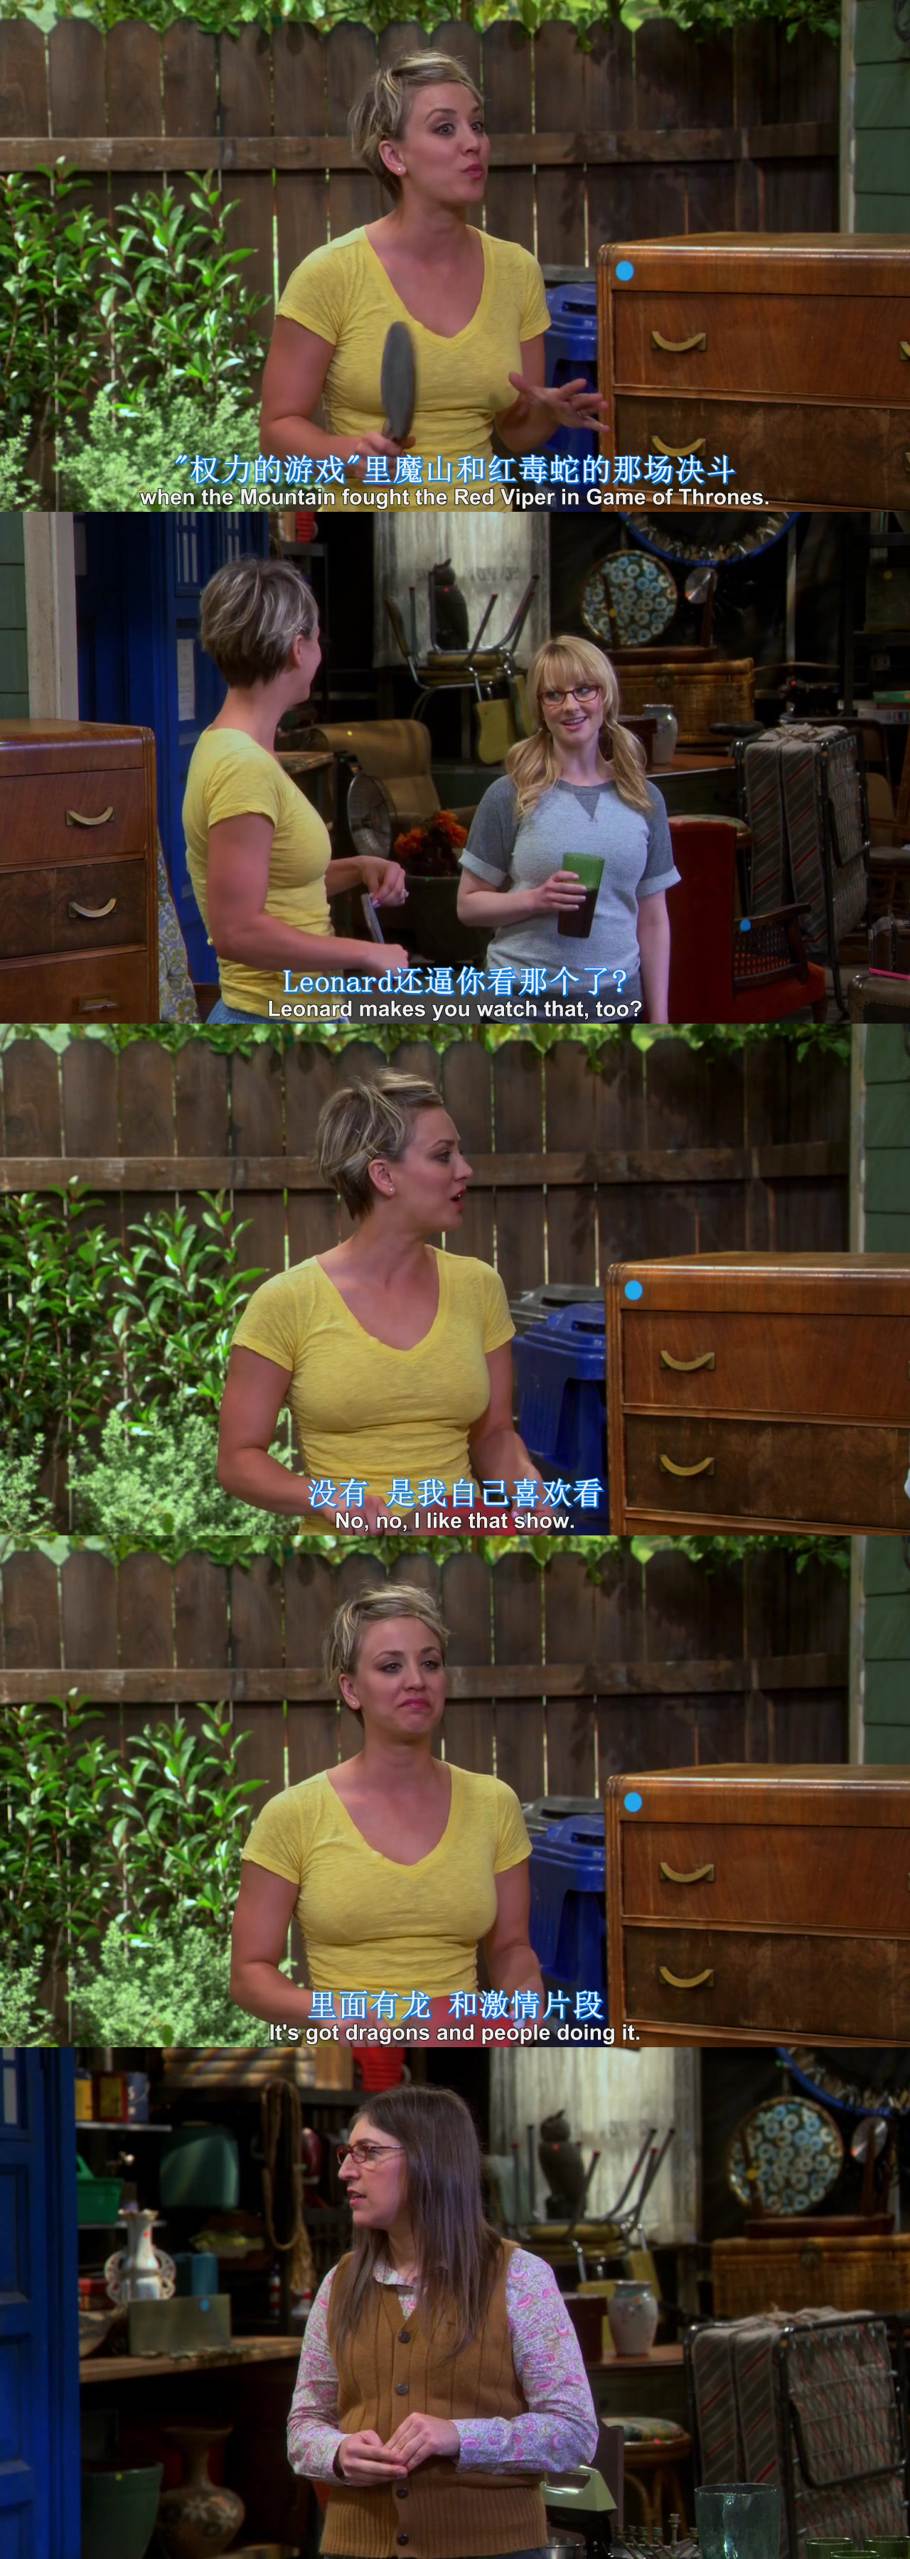 "权力的游戏"里魔山和红毒蛇的那场决斗
when the Mountain fought the Red Viper in Game of Thrones.
Leonard还逼你看那个了?
Leonard makes you watch that, too?
没有 是我自己喜欢看
No, no, I like that show.
里面有龙 和激情片段
It's got dragons and people doing it.